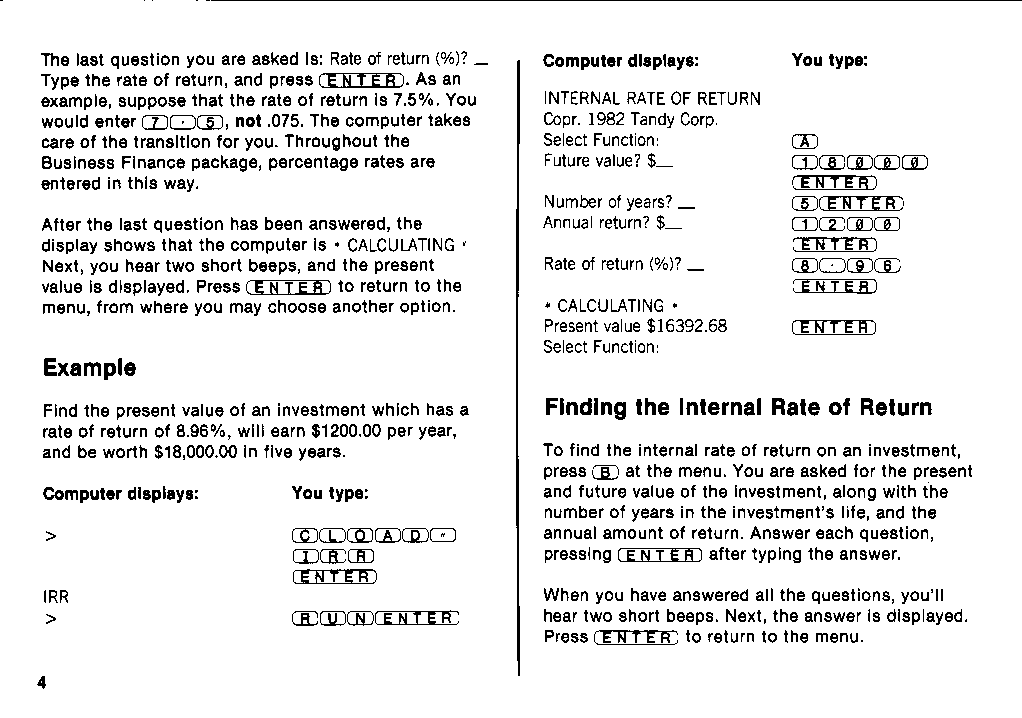 The last question you are asked is: Rate of return (%)? _
Type the rate of return, and press ENTER. As an
example, suppose that the rate of return is 7.5%. You
would enter 7 . 5, not .075. The computer takes
care of the transition for you. Throughout the
Business Finance package, percentage rates are
entered in this way.
After the last question has been answered, the
display shows that the computer is * CALCULATING *
Next, you hear two short beeps, and the present
value is displayed. Press ENTER to return to the
menu, from where you may choose another option.
Example
Find the present value of an investment which has a
rate of return of 8.96%, will earn $1200.00 per year,
and be worth $18,000.00 in five years.
Computer displays: You type:
> C L O A D "
I R R
ENTER
IRR
> R U N ENTER
4
Computer displays: You type:
INTERNAL RATE OF RETURN
Copr. 1982 Tandy Corp.
Select Function: A
Future value? $_ 1 8 0 0 0
ENTER
Number of years? _ 5 ENTER
Annual return? $_ 1 2 0 0
ENTER
Rate of return (%)? _ 8 . 9 6
ENTER
* CALCULATING *
Present value $16392.68 ENTER
Select Function:
Finding the Internal Rate of Return
To find the internal rate of return on an investment,
press B at the menu. You are asked for the present
and future value of the investment, along with the
number of years in the investment's life, and the
annual amount of return. Answer each question,
pressing ENTER after typing the answer.
When you have answered all the questions, you'll
hear two short beeps. Next, the answer is displayed.
Press ENTER to return to the menu.